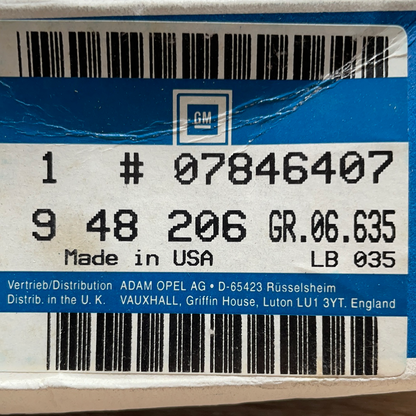 GM
1 # 07846407
9 48 206 GR.06.635
Made in USA LB 035
Vertrieb/Distribution ADAM OPEL AG • D-65423 Rüsselsheim
Distrib. in the U. K. VAUXHALL, Griffin House, Luton LU1 3YT, England